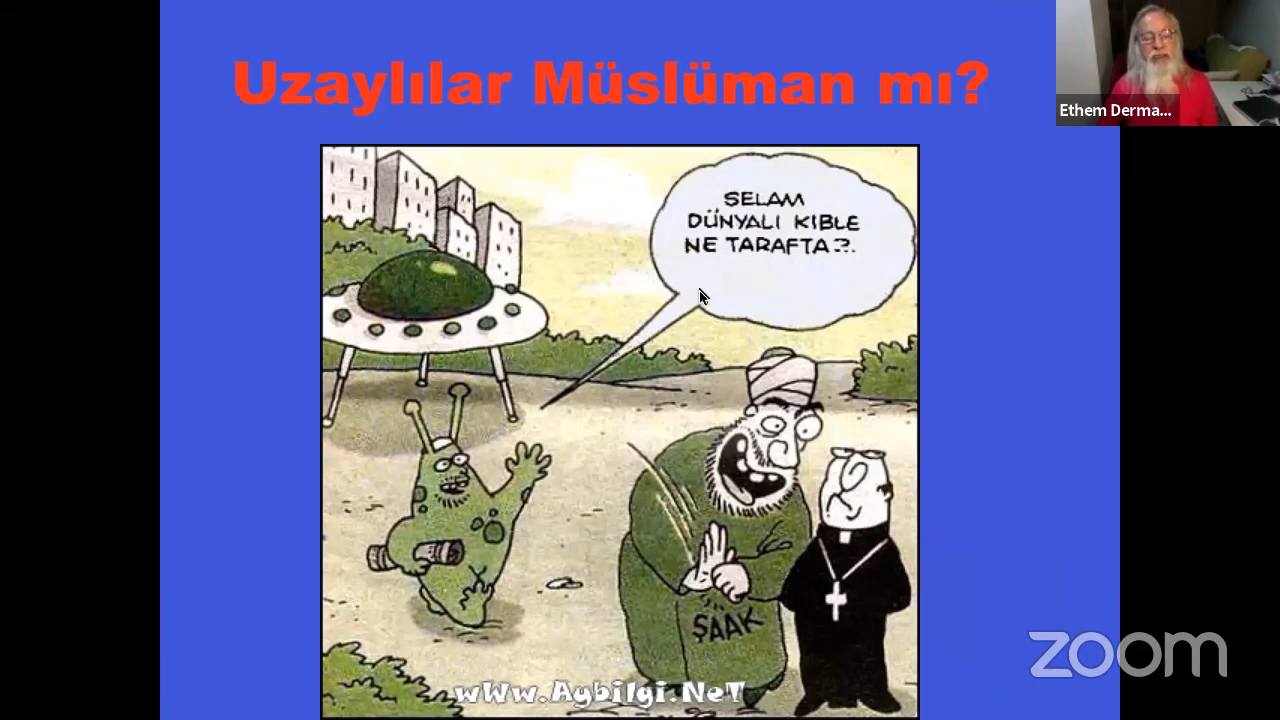 Uzaylılar Müslüman mı?
Ethem Derma...
SELAM
DÜNYALI KIBLE
NE TARAFTA?.
ŞAAK
wWw.Aybilgi.NeT
zoom